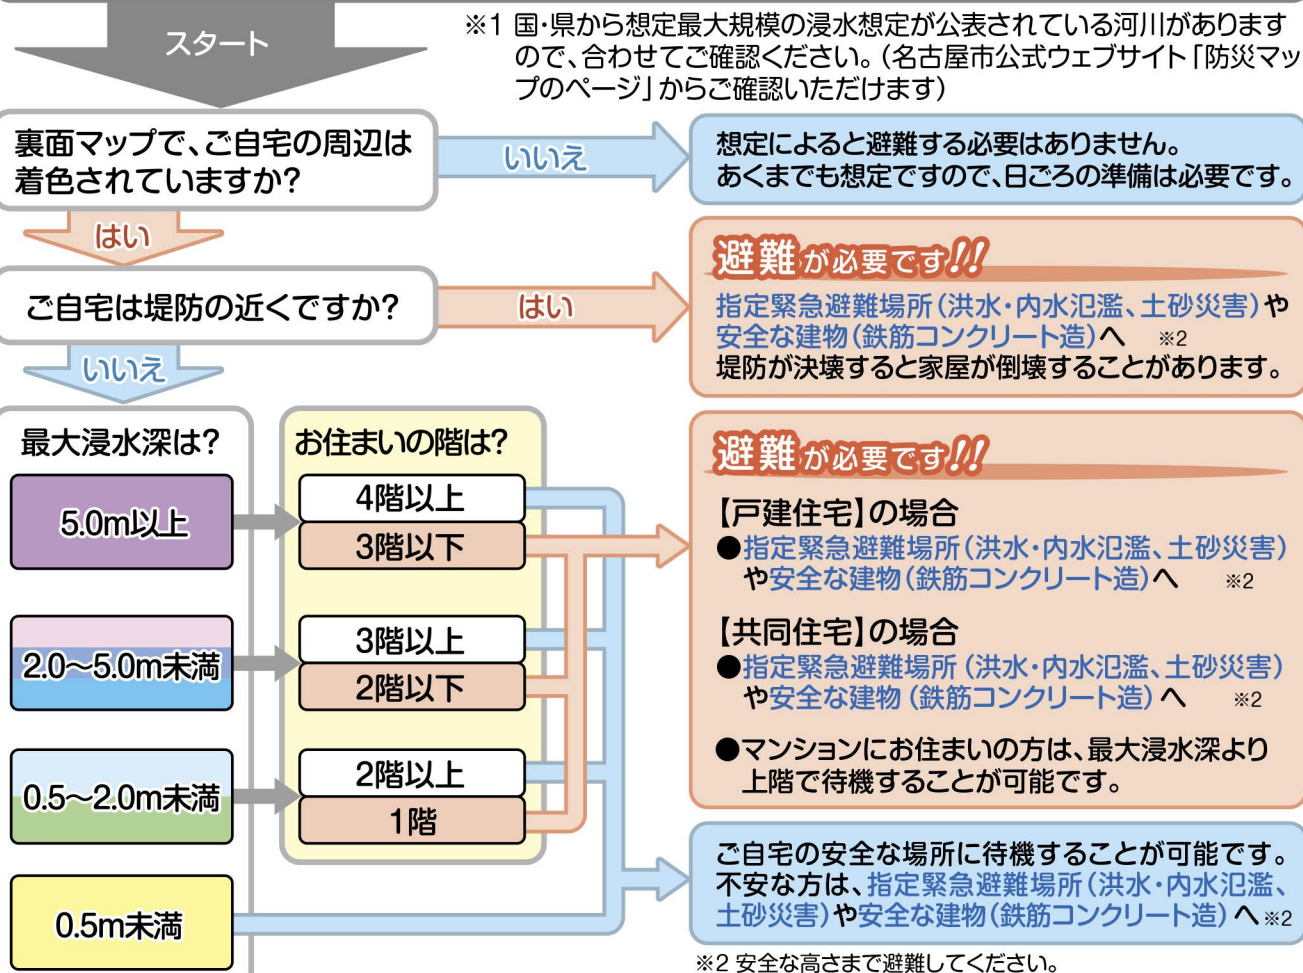 スタート
※1 国・県から想定最大規模の浸水想定が公表されている河川があります
ので、合わせてご確認ください。(名古屋市公式ウェブサイト「防災マッ
プのページ」からご確認いただけます)
裏面マップで、ご自宅の周辺は
着色されていますか?
いいえ
想定によると避難する必要はありません。
あくまでも想定ですので、日ごろの準備は必要です。
はい
ご自宅は堤防の近くですか?
はい
避難が必要です!!
指定緊急避難場所(洪水・内水氾濫、土砂災害)や
安全な建物(鉄筋コンクリート造)へ ※2
堤防が決壊すると家屋が倒壊することがあります。
いいえ
最大浸水深は?
お住まいの階は?
5.0m以上
4階以上
3階以下
2.0~5.0m未満
3階以上
2階以下
0.5~2.0m未満
2階以上
1階
0.5m未満
避難が必要です!!
【戸建住宅】の場合
●指定緊急避難場所(洪水・内水氾濫、土砂災害)
や安全な建物(鉄筋コンクリート造)へ ※2
【共同住宅】の場合
●指定緊急避難場所(洪水・内水氾濫、土砂災害)
や安全な建物(鉄筋コンクリート造)へ ※2
●マンションにお住まいの方は、最大浸水深より
上階で待機することが可能です。
ご自宅の安全な場所に待機することが可能です。
不安な方は、指定緊急避難場所(洪水・内水氾濫、
土砂災害)や安全な建物(鉄筋コンクリート造)へ※2
※2 安全な高さまで避難してください。